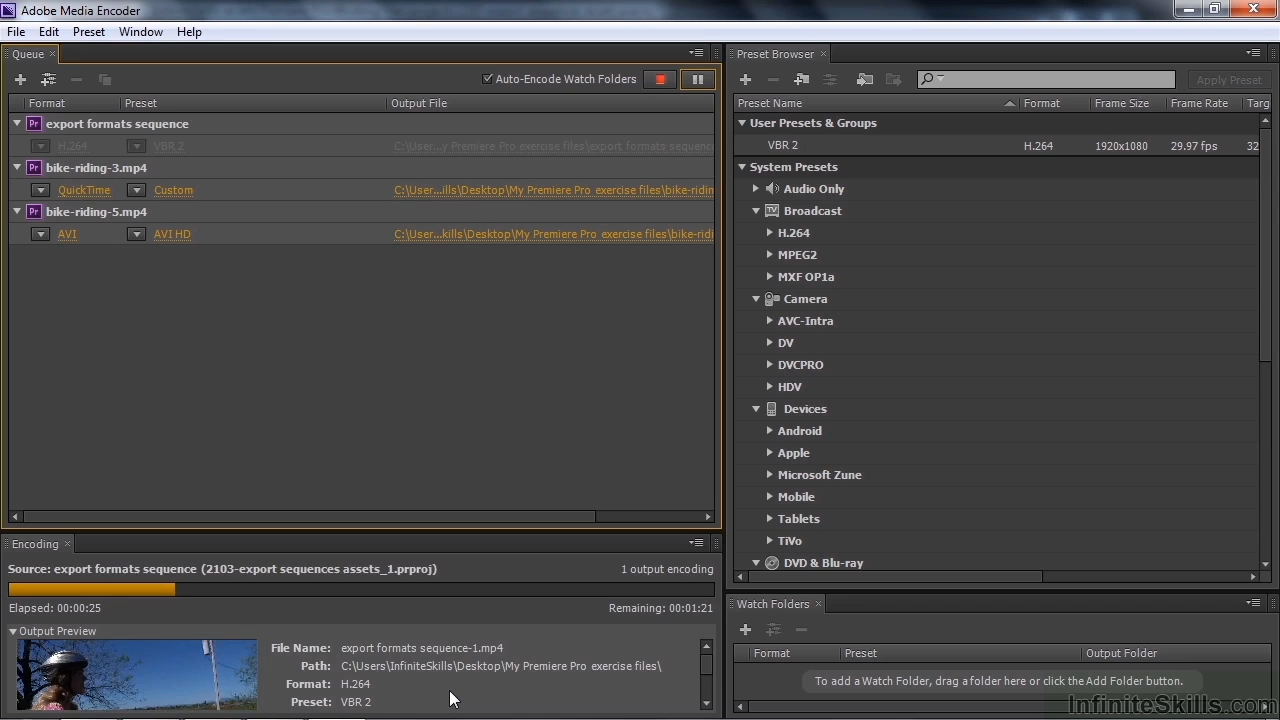 Adobe Media Encoder
File Edit Preset Window Help
Queue
Auto-Encode Watch Folders
Format Preset Output File
export formats sequence
H.264 VBR 2 C:\User...y Premiere Pro exercise files\export formats sequence
bike-riding-3.mp4
QuickTime Custom C:\User...ills\Desktop\My Premiere Pro exercise files\bike-ridin
bike-riding-5.mp4
AVI AVI HD C:\User...kills\Desktop\My Premiere Pro exercise files\bike-ridi
Encoding
Source: export formats sequence (2103-export sequences assets_1.prproj) 1 output encoding
Elapsed: 00:00:25 Remaining: 00:01:21
Output Preview
File Name: export formats sequence-1.mp4
Path: C:\Users\InfiniteSkills\Desktop\My Premiere Pro exercise files\
Format: H.264
Preset: VBR 2
Preset Browser
Apply Preset
Preset Name Format Frame Size Frame Rate Targ
User Presets & Groups
VBR 2 H.264 1920x1080 29.97 fps 32
System Presets
Audio Only
Broadcast
H.264
MPEG2
MXF OP1a
Camera
AVC-Intra
DV
DVCPRO
HDV
Devices
Android
Apple
Microsoft Zune
Mobile
Tablets
TiVo
DVD & Blu-ray
Watch Folders
Format Preset Output Folder
To add a Watch Folder, drag a folder here or click the Add Folder button.
InfiniteSkills.com